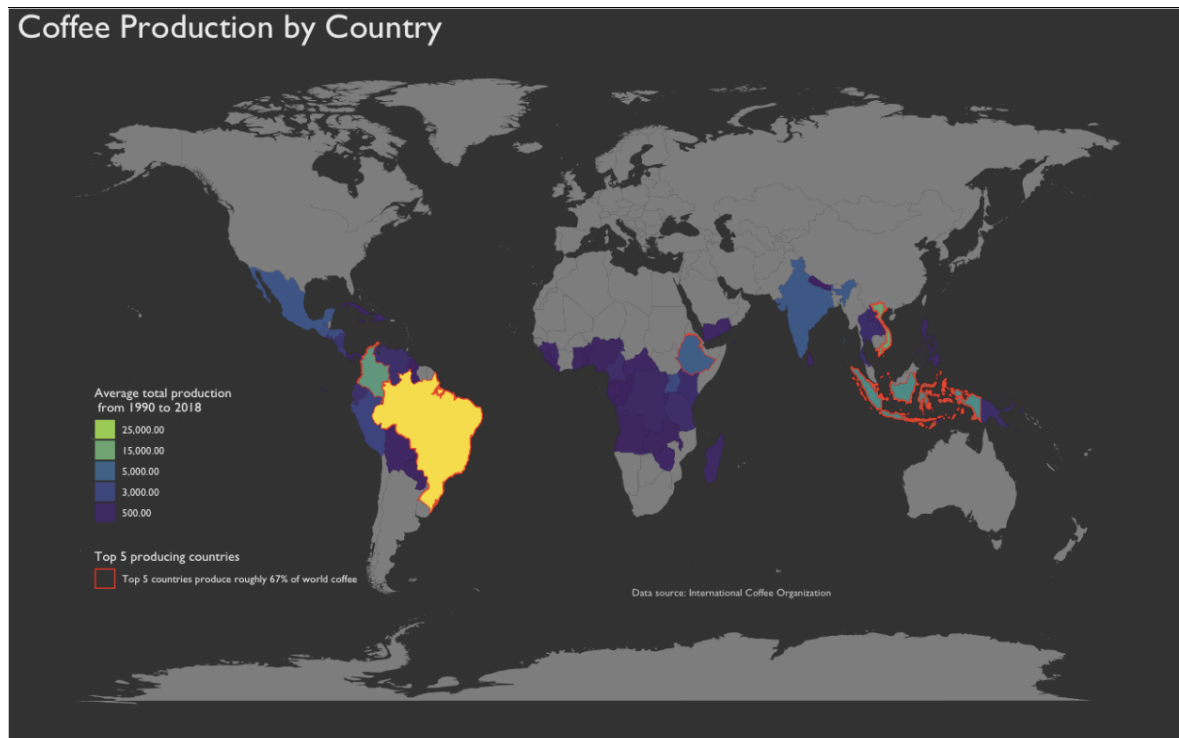 Coffee Production by Country
Average total production
from 1990 to 2018
25,000.00
15,000.00
5,000.00
3,000.00
500.00
Top 5 producing countries
Top 5 countries produce roughly 67% of world coffee
Data source: International Coffee Organization